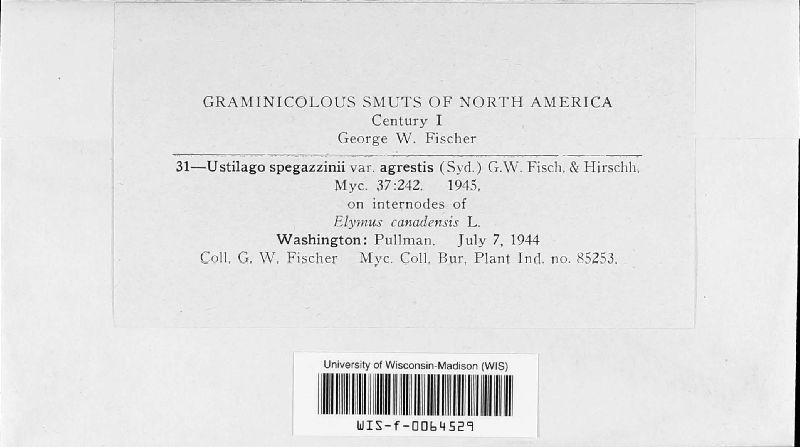 GRAMINICOLOUS SMUTS OF NORTH AMERICA
Century I
George W. Fischer
31—Ustilago spegazzinii var. agrestis (Syd.) G.W. Fisch. & Hirschh.
Myc. 37:242. 1945.
on internodes of
Elymus canadensis L.
Washington: Pullman. July 7, 1944
Coll. G. W. Fischer Myc. Coll. Bur. Plant Ind. no. 85253.
University of Wisconsin-Madison (WIS)
WIS-f-0064529